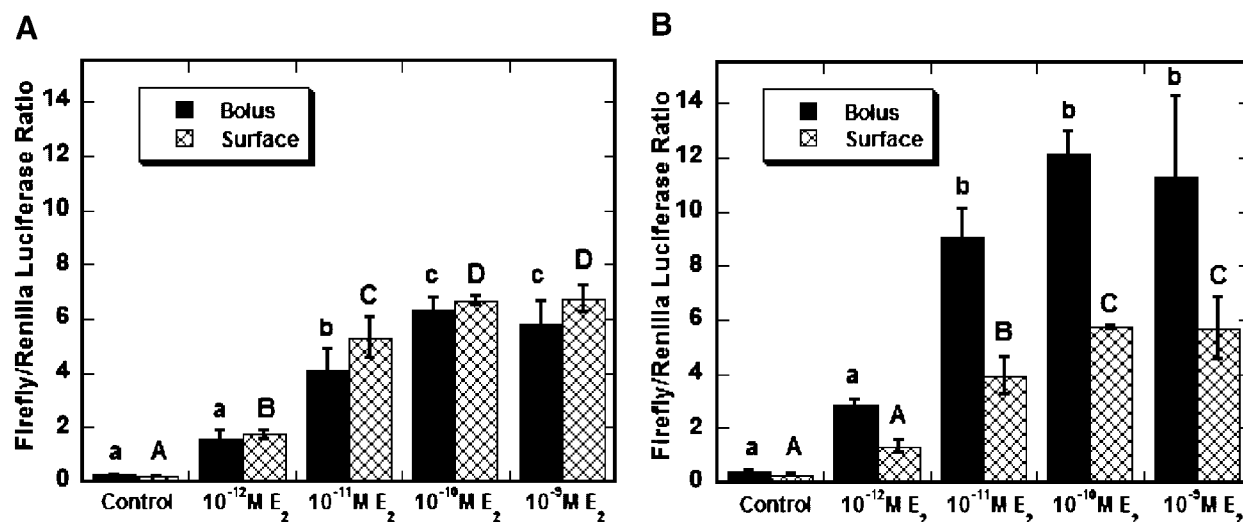 A
Firefly/Renilla Luciferase Ratio
14
12
10
8
6
4
2
0
Bolus
Surface
a A
a B
b C
c D
c D
Control 10⁻¹²M E₂ 10⁻¹¹M E₂ 10⁻¹⁰M E₂ 10⁻⁹M E₂
B
Firefly/Renilla Luciferase Ratio
14
12
10
8
6
4
2
0
Bolus
Surface
a A
a A
b B
b C
b C
Control 10⁻¹²M E₂ 10⁻¹¹M E₂ 10⁻¹⁰M E₂ 10⁻⁹M E₂